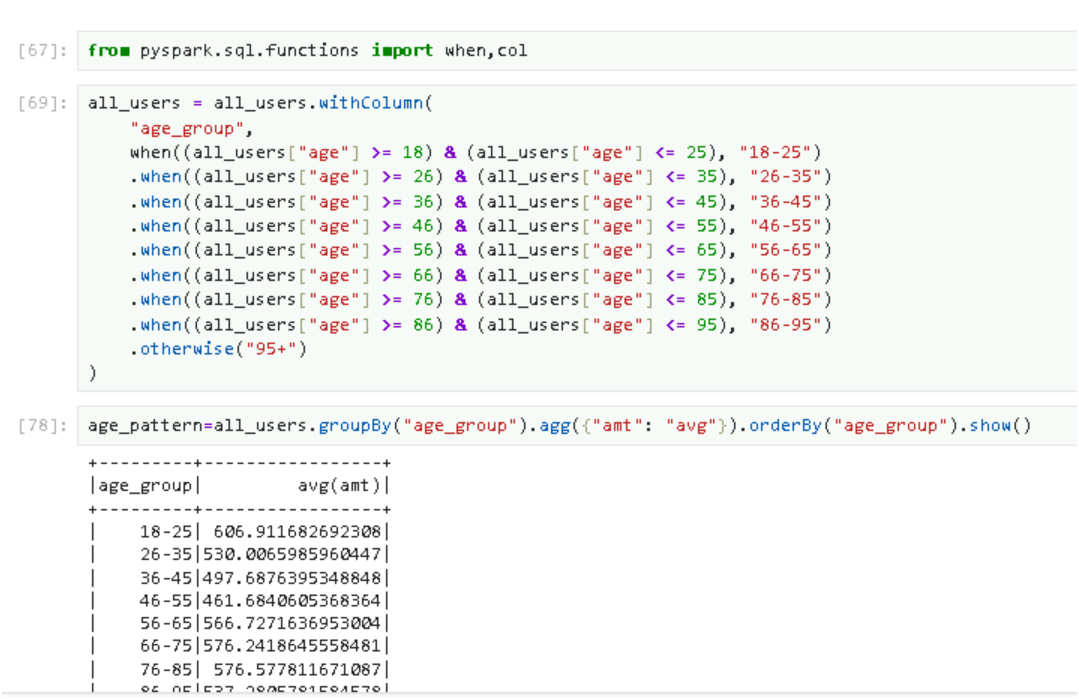 [67]: from pyspark.sql.functions import when,col
[69]: all_users = all_users.withColumn(
"age_group",
when((all_users["age"] >= 18) & (all_users["age"] <= 25), "18-25")
.when((all_users["age"] >= 26) & (all_users["age"] <= 35), "26-35")
.when((all_users["age"] >= 36) & (all_users["age"] <= 45), "36-45")
.when((all_users["age"] >= 46) & (all_users["age"] <= 55), "46-55")
.when((all_users["age"] >= 56) & (all_users["age"] <= 65), "56-65")
.when((all_users["age"] >= 66) & (all_users["age"] <= 75), "66-75")
.when((all_users["age"] >= 76) & (all_users["age"] <= 85), "76-85")
.when((all_users["age"] >= 86) & (all_users["age"] <= 95), "86-95")
.otherwise("95+")
)
[78]: age_pattern=all_users.groupBy("age_group").agg({"amt": "avg"}).orderBy("age_group").show()
+---------+-----------------+
|age_group|         avg(amt)|
+---------+-----------------+
|    18-25| 606.911682692308|
|    26-35|530.0065985960447|
|    36-45|497.6876395348848|
|    46-55|461.6840605368364|
|    56-65|566.7271636953004|
|    66-75|576.2418645558481|
|    76-85| 576.577811671087|
|    86-95|537.2805781584578|